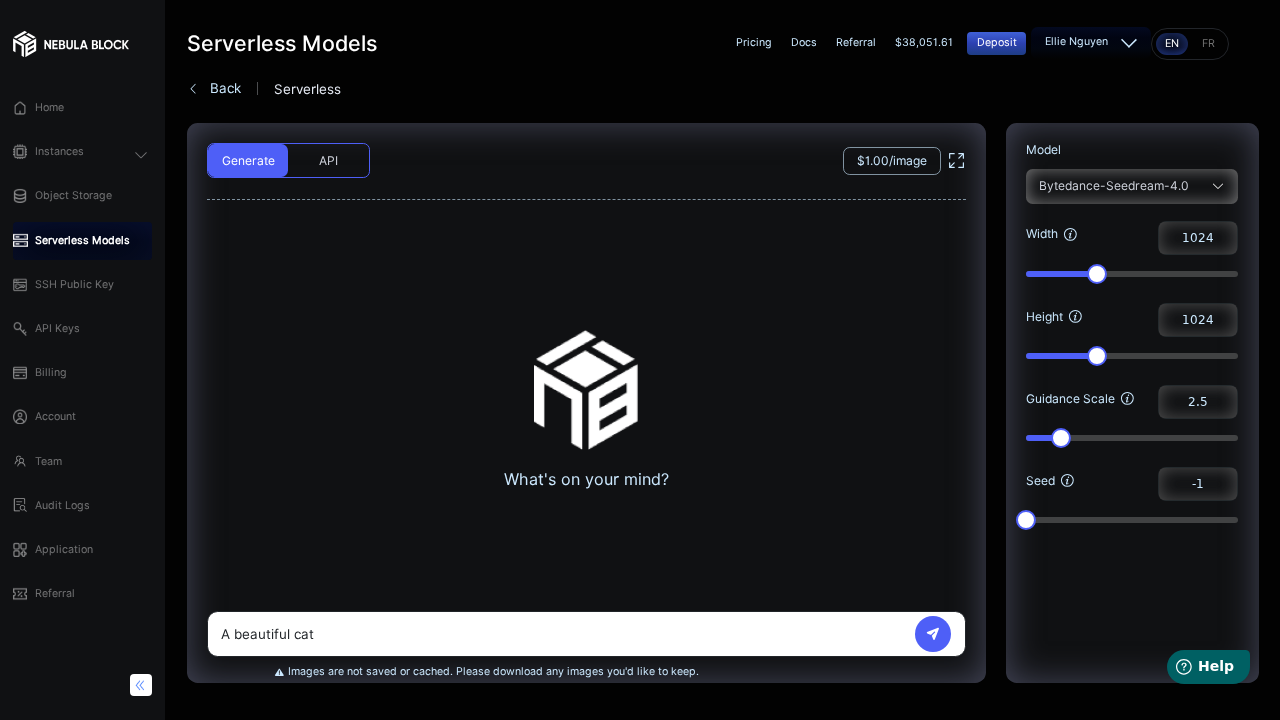 NEBULA BLOCK
Home
Instances
Object Storage
Serverless Models
SSH Public Key
API Keys
Billing
Account
Team
Audit Logs
Application
Referral
Serverless Models
Pricing
Docs
Referral
$38,051.61
Deposit
Ellie Nguyen
EN
FR
Back
Serverless
Generate
API
$1.00/image
What's on your mind?
A beautiful cat
Images are not saved or cached. Please download any images you'd like to keep.
Model
Bytedance-Seedream-4.0
Width
1024
Height
1024
Guidance Scale
2.5
Seed
-1
Help